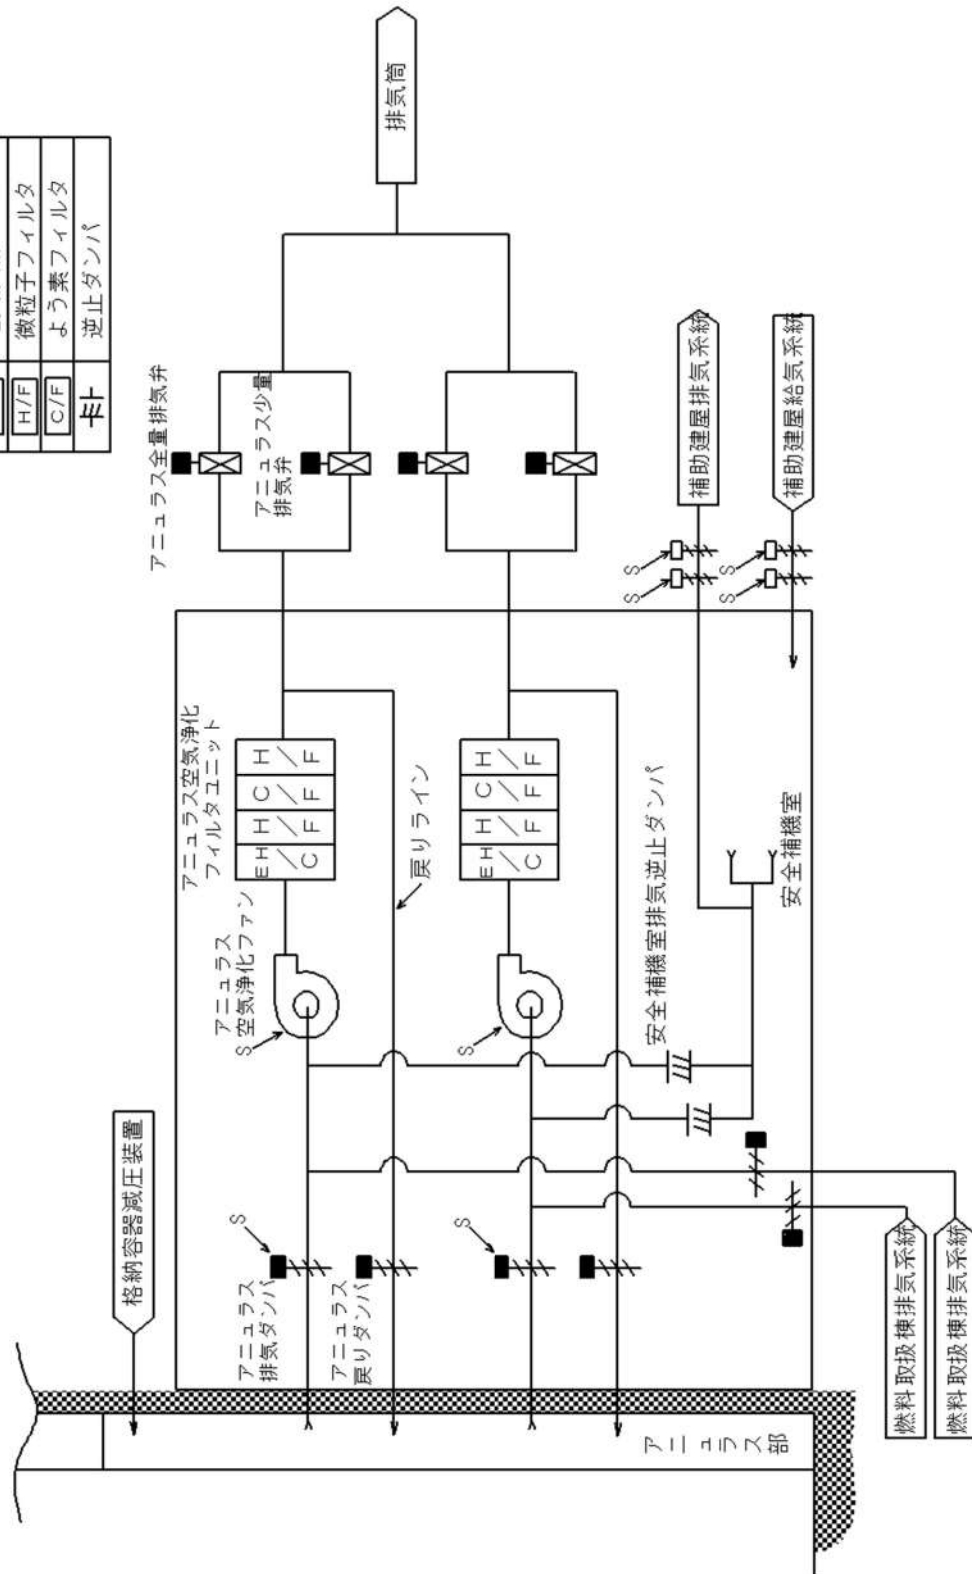 H/F 微粒子フィルタ
C/F よう素フィルタ
逆止ダンパ
排気筒
アニュラス全量排気弁
アニュラス少量
排気弁
補助建屋排気系統
補助建屋給気系統
S
S
S
S
アニュラス空気浄化
フィルタユニット
EH/C H/F C/F H/F
アニュラス
空気浄化ファン
S
戻りライン
EH/C H/F C/F H/F
S
安全補機室排気逆止ダンパ
安全補機室
格納容器減圧装置
S
アニュラス
排気ダンパ
アニュラス
戻りダンパ
S
アニュラス部
燃料取扱棟排気系統
燃料取扱棟排気系統